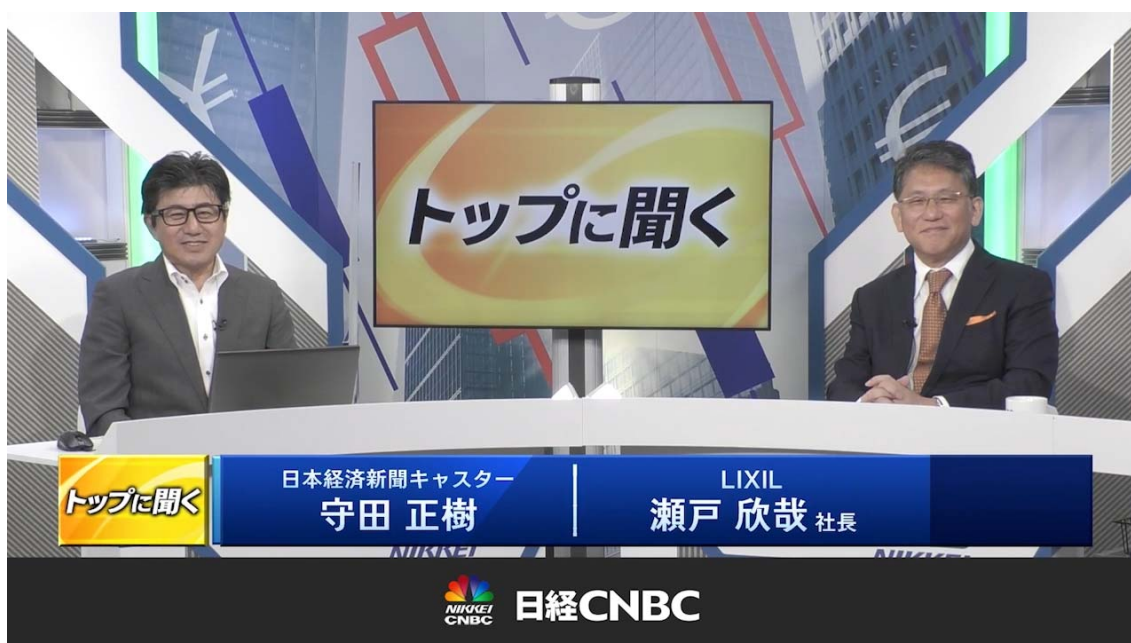 トップに聞く
トップに聞く
日本経済新聞キャスター
守田 正樹
LIXIL
瀬戸 欣哉 社長
NIKKEI
NIKKEI
NIKKEI
CNBC
日経CNBC